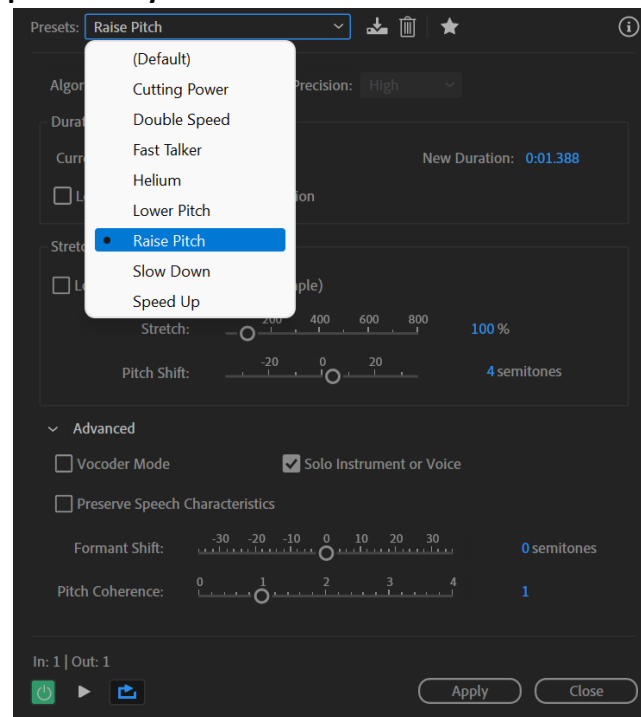 Presets: Raise Pitch
(Default)
Cutting Power
Double Speed
Fast Talker
Helium
Lower Pitch
Raise Pitch
Slow Down
Speed Up
Algor
Precision: High
Durat
Curr
New Duration: 0:01.388
L
ion
Stretc
Lo
ple)
Stretch: 200 400 600 800 100 %
Pitch Shift: -20 0 20 4 semitones
Advanced
Vocoder Mode Solo Instrument or Voice
Preserve Speech Characteristics
Formant Shift: -30 -20 -10 0 10 20 30 0 semitones
Pitch Coherence: 0 1 2 3 4 1
In: 1 | Out: 1
Apply Close